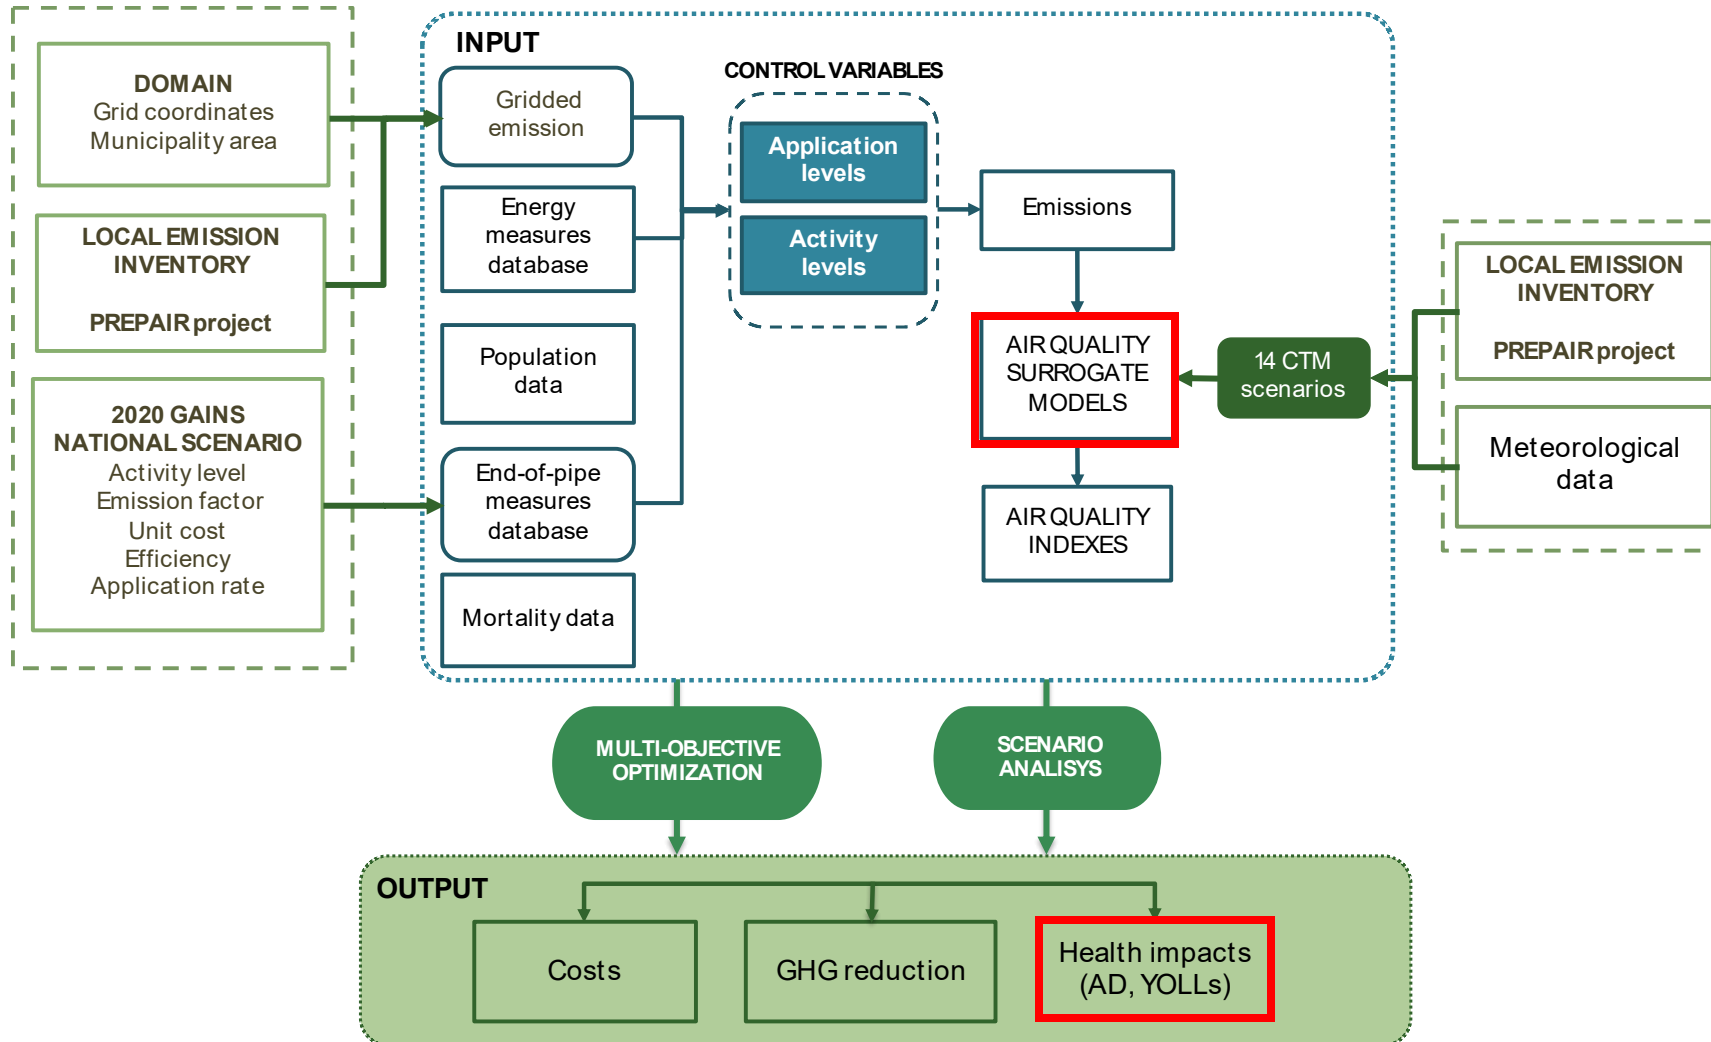 DOMAIN
Grid coordinates
Municipality area
LOCAL EMISSION
INVENTORY
PREPAIR project
2020 GAINS
NATIONAL SCENARIO
Activity level
Emission factor
Unit cost
Efficiency
Application rate
INPUT
Gridded
emission
Energy
measures
database
Population
data
End-of-pipe
measures
database
Mortality data
CONTROL VARIABLES
Application
levels
Activity
levels
Emissions
AIR QUALITY
SURROGATE
MODELS
AIR QUALITY
INDEXES
14 CTM
scenarios
LOCAL EMISSION
INVENTORY
PREPAIR project
Meteorological
data
MULTI-OBJECTIVE
OPTIMIZATION
SCENARIO
ANALISYS
OUTPUT
Costs
GHG reduction
Health impacts
(AD, YOLLs)